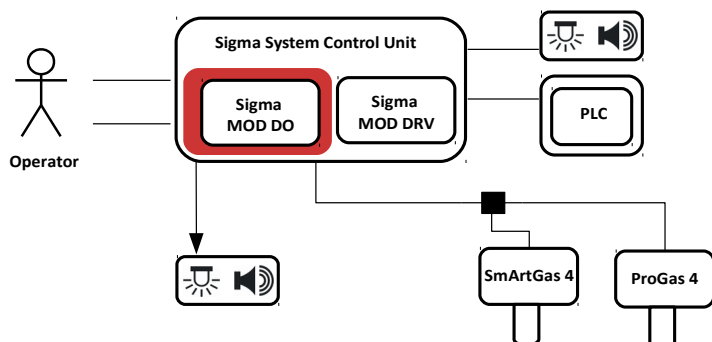 Sigma System Control Unit
Sigma
MOD DO
Sigma
MOD DRV
PLC
Operator
SmArtGas 4
ProGas 4